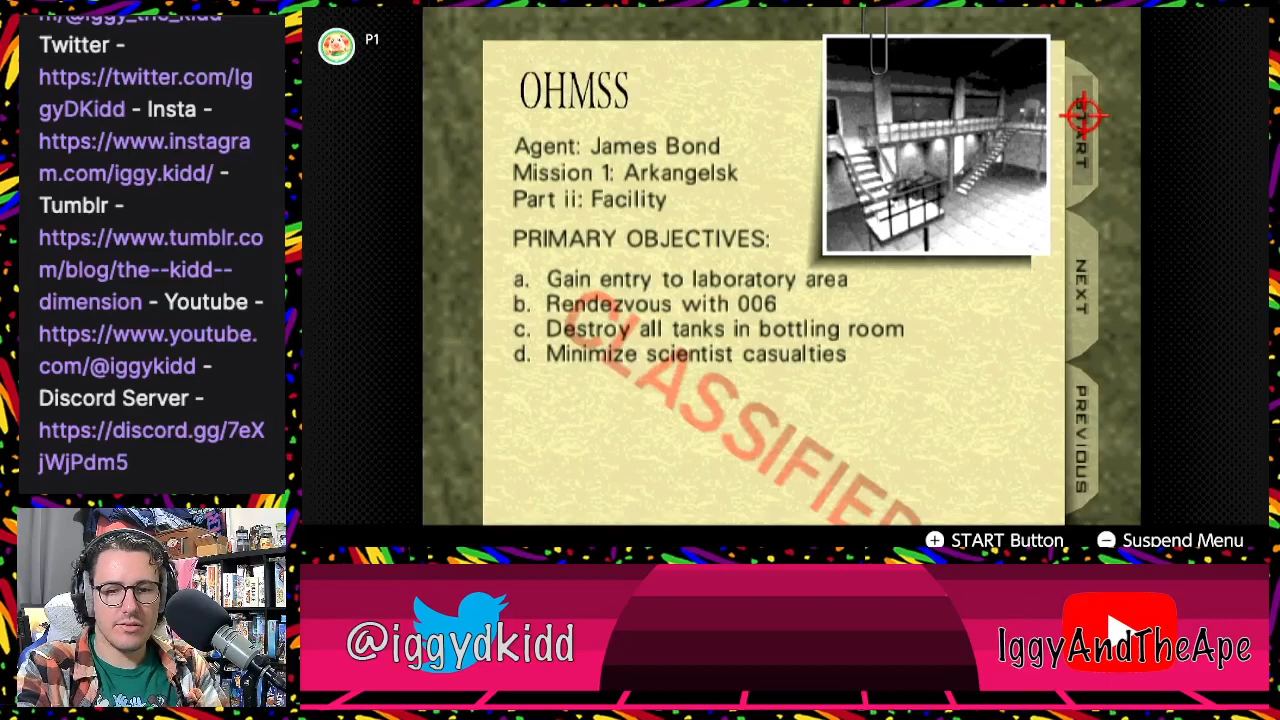 m/@iggy_the_kidd
Twitter -
https://twitter.com/Ig
gyDKidd - Insta -
https://www.instagra
m.com/iggy.kidd/ -
Tumblr -
https://www.tumblr.co
m/blog/the--kidd--
dimension - Youtube -
https://www.youtube.
com/@iggykidd -
Discord Server -
https://discord.gg/7eX
jWjPdm5
P1
OHMSS
Agent: James Bond
Mission 1: Arkangelsk
Part ii: Facility
PRIMARY OBJECTIVES:
a. Gain entry to laboratory area
b. Rendezvous with 006
c. Destroy all tanks in bottling room
d. Minimize scientist casualties
CLASSIFIED
START
NEXT
PREVIOUS
START Button
Suspend Menu
@iggydkidd
IggyAndTheApe